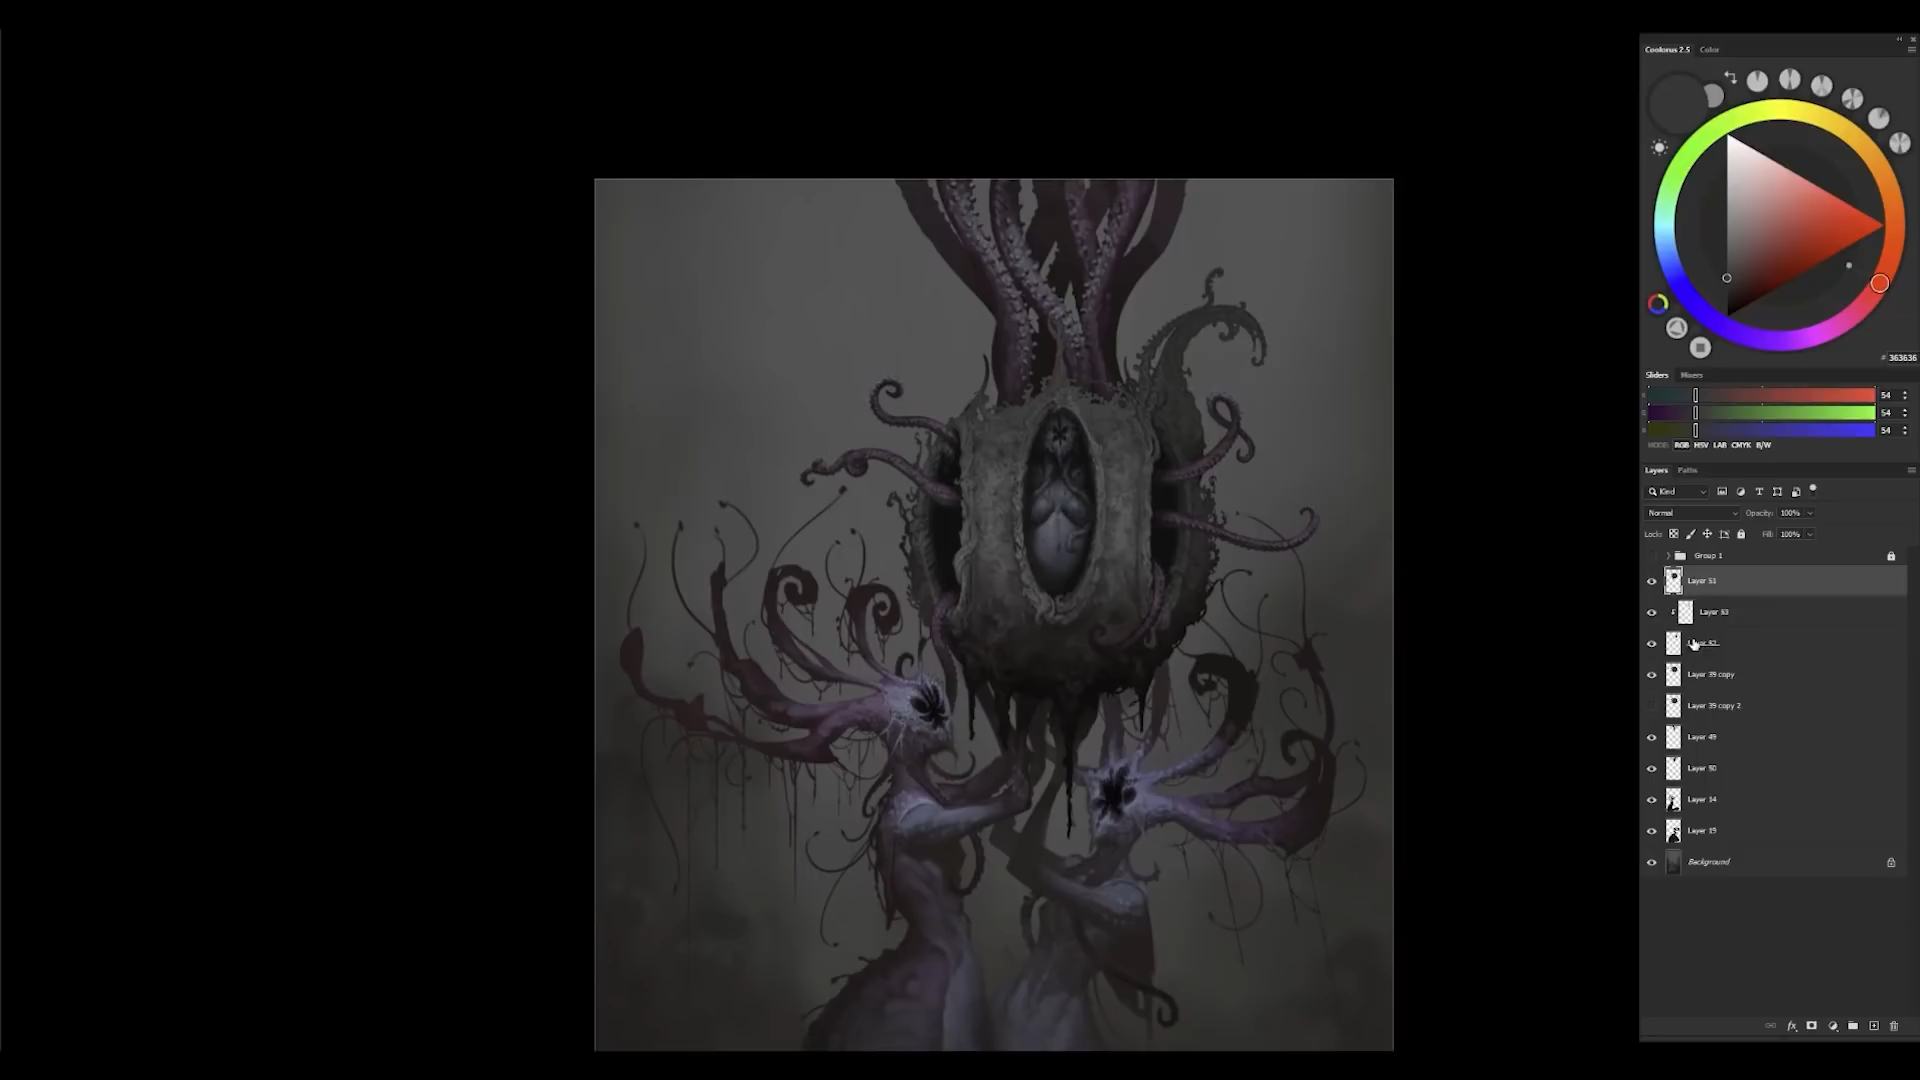 Coolorus 2.5 Color
# 363636
Sliders Mixers
54
54
54
MODE: RGB HSV LAB CMYK B/W
Layers Paths
Kind
Normal Opacity: 100%
Lock: Fill: 100%
Group 1
Layer 51
Layer 53
Layer 39 copy
Layer 39 copy 2
Layer 49
Layer 50
Layer 14
Layer 19
Background